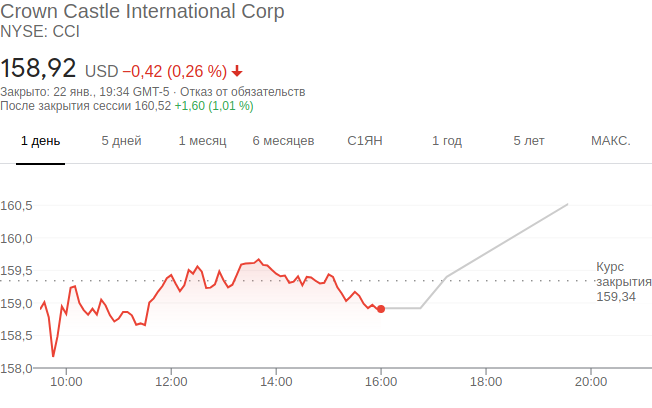 Crown Castle International Corp
NYSE: CCI
158,92 USD −0,42 (0,26 %)
Закрыто: 22 янв., 19:34 GMT-5 · Отказ от обязательств
После закрытия сессии 160,52 +1,60 (1,01 %)
1 день 5 дней 1 месяц 6 месяцев С1ЯН 1 год 5 лет МАКС.
160,5
160,0
159,5
159,0
158,5
158,0
Курс
закрытия
159,34
10:00 12:00 14:00 16:00 18:00 20:00